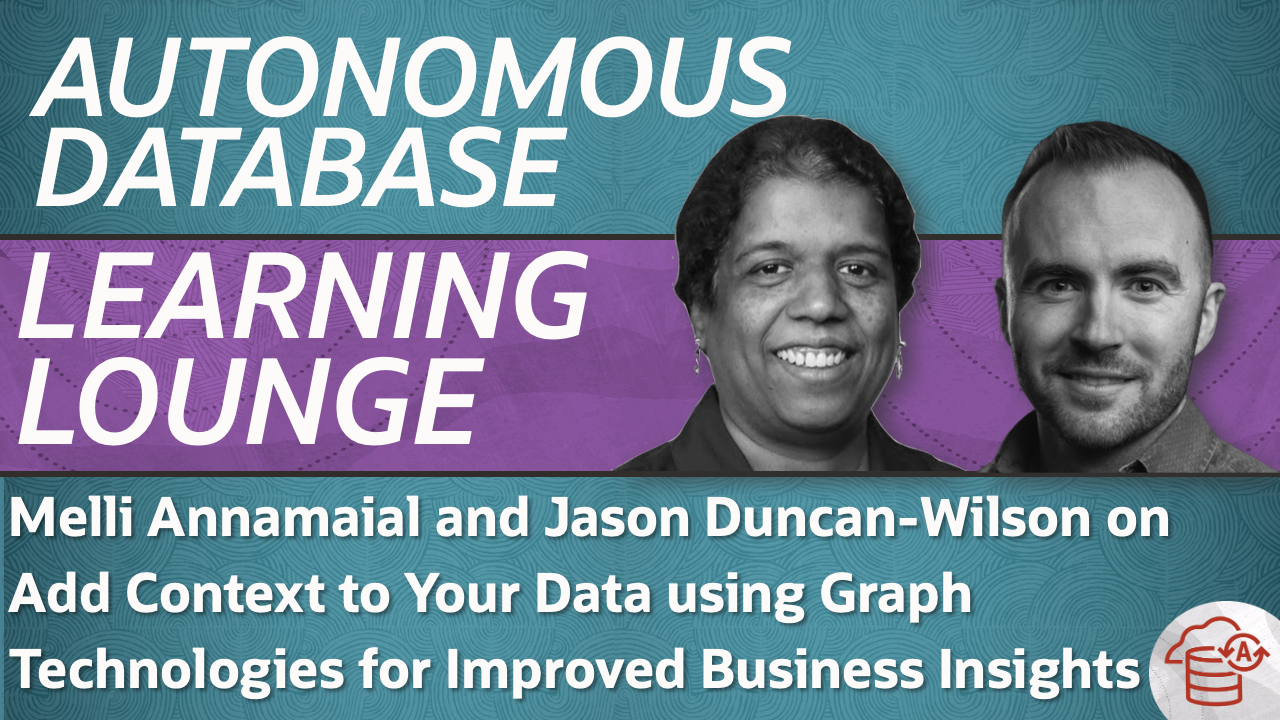 AUTONOMOUS
DATABASE
LEARNING
LOUNGE
Melli Annamaial and Jason Duncan-Wilson on
Add Context to Your Data using Graph
Technologies for Improved Business Insights
A